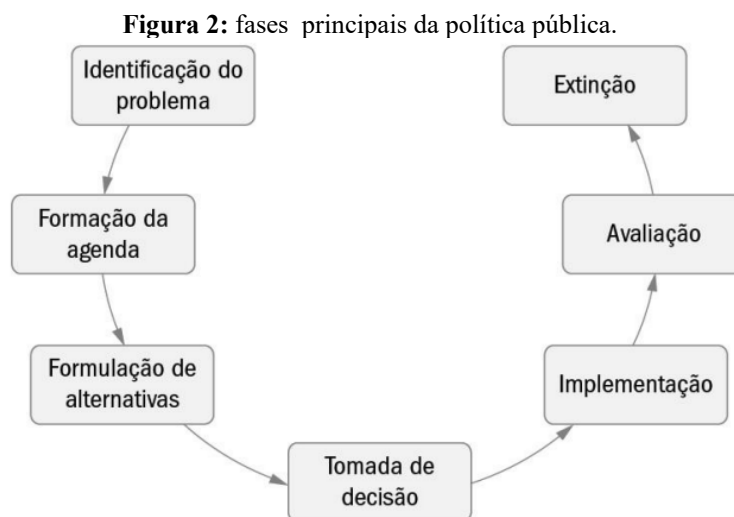 Figura 2: fases principais da política pública.
Identificação do
problema
Formação da
agenda
Formulação de
alternativas
Tomada de
decisão
Implementação
Avaliação
Extinção